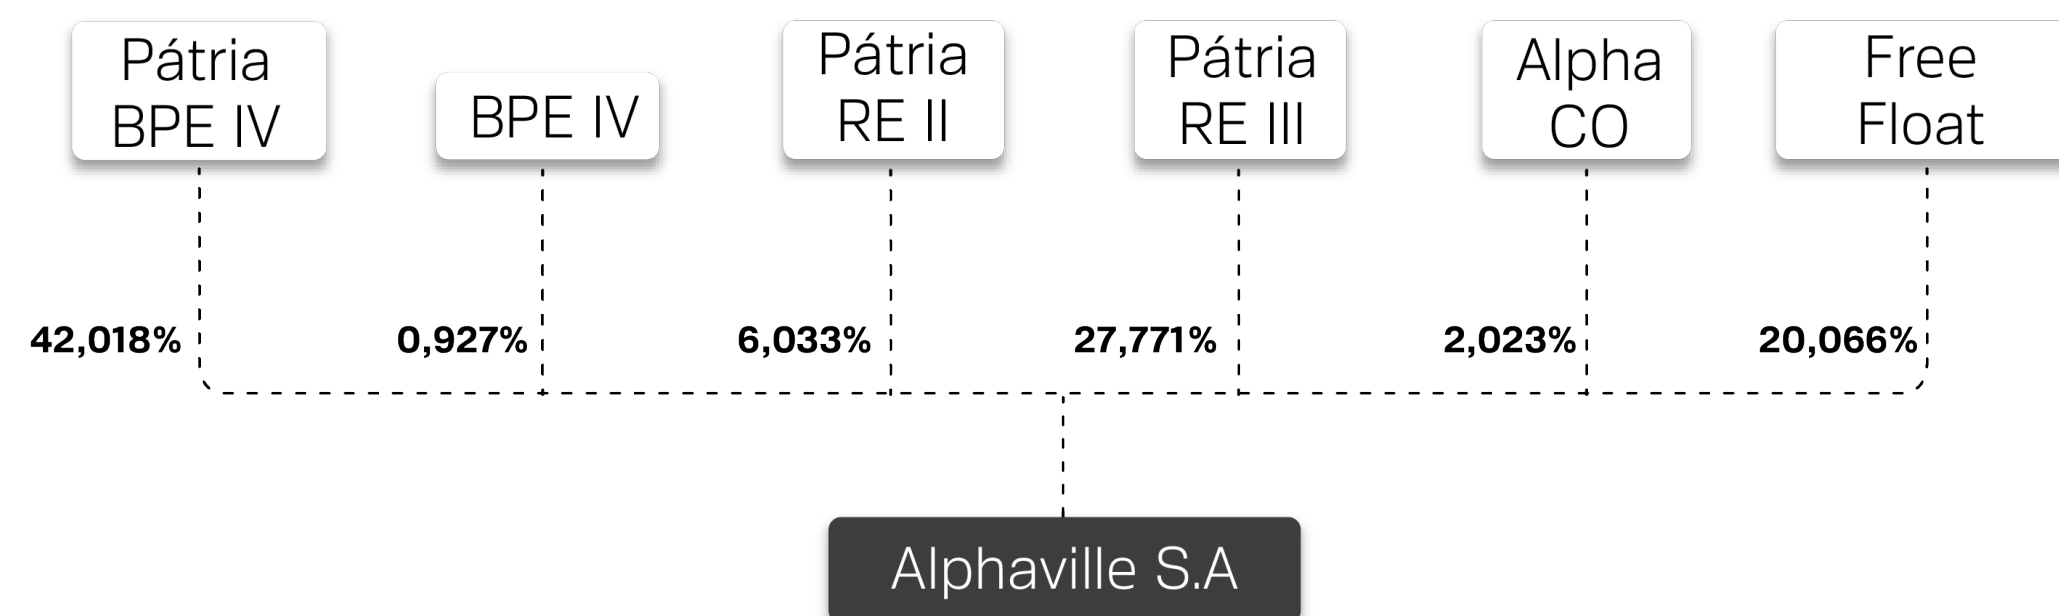 Pátria
BPE IV
BPE IV
Pátria
RE II
Pátria
RE III
Alpha
CO
Free
Float
42,018%
0,927%
6,033%
27,771%
2,023%
20,066%
Alphaville S.A